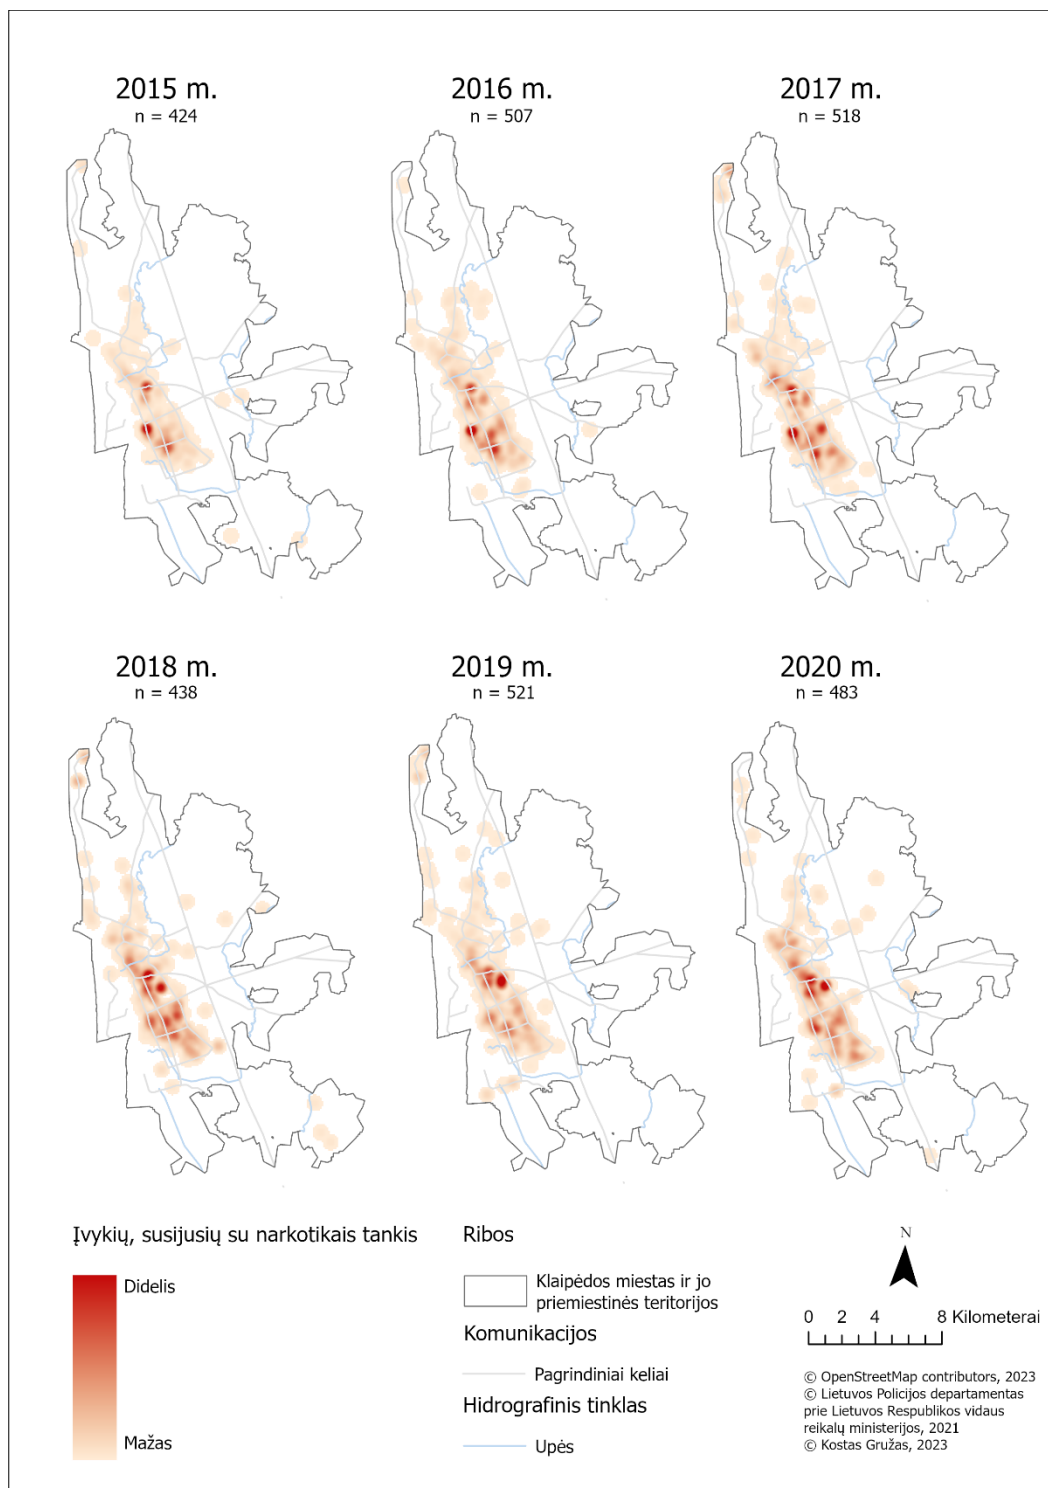 2015 m.
n = 424
2016 m.
n = 507
2017 m.
n = 518
2018 m.
n = 438
2019 m.
n = 521
2020 m.
n = 483
Įvykių, susijusių su narkotikais tankis
Didelis
Mažas
Ribos
Klaipėdos miestas ir jo
priemiestinės teritorijos
Komunikacijos
Pagrindiniai keliai
Hidrografinis tinklas
Upės
N
0 2 4 8 Kilometerai
© OpenStreetMap contributors, 2023
© Lietuvos Policijos departamentas
prie Lietuvos Respublikos vidaus
reikalų ministerijos, 2021
© Kostas Gružas, 2023